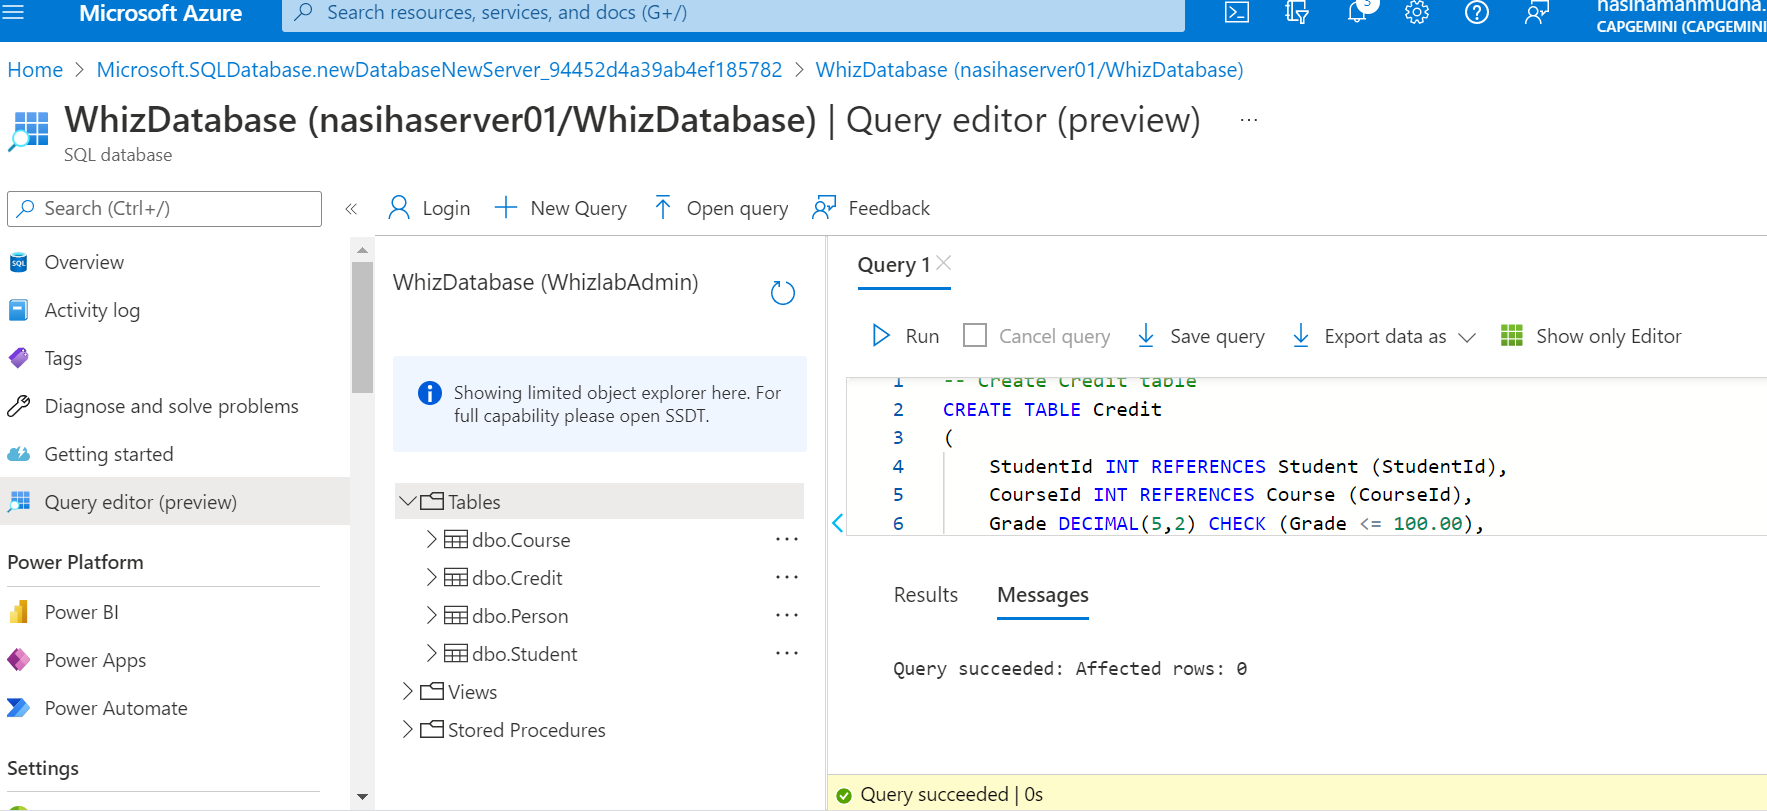 Microsoft Azure
Search resources, services, and docs (G+/)
CAPGEMINI (CAPGEMINI
Home > Microsoft.SQLDatabase.newDatabaseNewServer_94452d4a39ab4ef185782 > WhizDatabase (nasihaserver01/WhizDatabase)
WhizDatabase (nasihaserver01/WhizDatabase) | Query editor (preview) ...
SQL database
Search (Ctrl+/)
«
Login
New Query
Open query
Feedback
Overview
Activity log
Tags
Diagnose and solve problems
Getting started
Query editor (preview)
Power Platform
Power BI
Power Apps
Power Automate
Settings
WhizDatabase (WhizlabAdmin)
Showing limited object explorer here. For
full capability please open SSDT.
Tables
dbo.Course ...
dbo.Credit ...
dbo.Person ...
dbo.Student ...
Views
Stored Procedures
Query 1
Run
Cancel query
Save query
Export data as
Show only Editor
1 -- Create Credit table
2 CREATE TABLE Credit
3 (
4 StudentId INT REFERENCES Student (StudentId),
5 CourseId INT REFERENCES Course (CourseId),
6 Grade DECIMAL(5,2) CHECK (Grade <= 100.00),
Results
Messages
Query succeeded: Affected rows: 0
Query succeeded | 0s